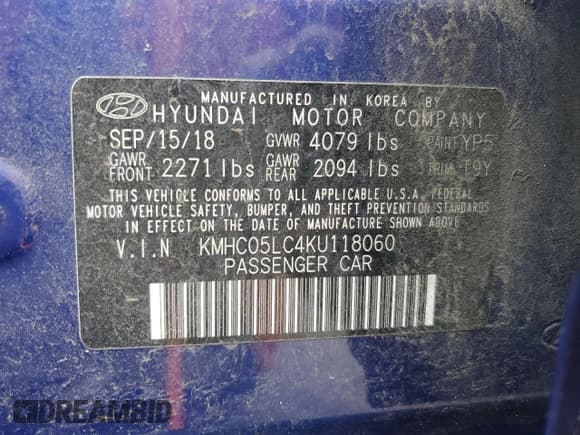 MANUFACTURED IN KOREA BY
HYUNDAI MOTOR COMPANY
SEP/15/18 GVWR 4079 lbs PAINT YP5
GAWR FRONT 2271 lbs GAWR REAR 2094 lbs TRIM T9Y
THIS VEHICLE CONFORMS TO ALL APPLICABLE U.S.A. FEDERAL
MOTOR VEHICLE SAFETY, BUMPER, AND THEFT PREVENTION STANDARDS
IN EFFECT ON THE DATE OF MANUFACTURE SHOWN ABOVE.
V.I.N KMHC05LC4KU118060
PASSENGER CAR
DREAMBID